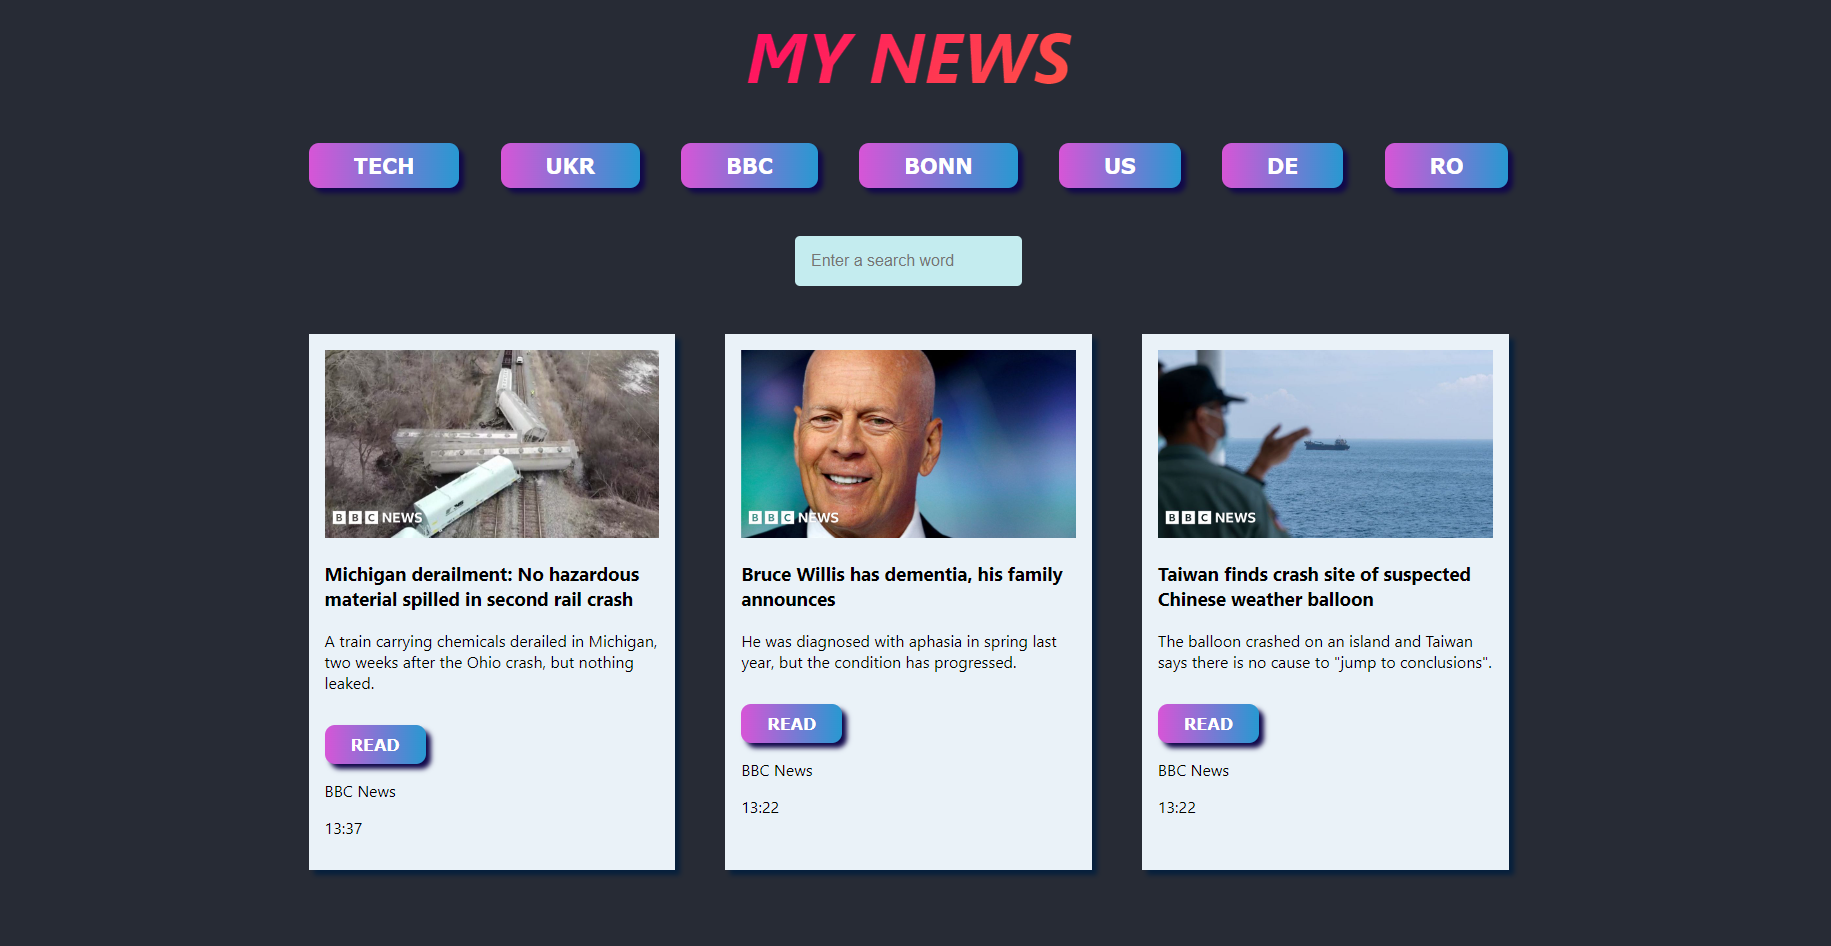 MY NEWS
TECH UKR BBC BONN US DE RO
Enter a search word
BBC NEWS
Michigan derailment: No hazardous
material spilled in second rail crash
A train carrying chemicals derailed in Michigan,
two weeks after the Ohio crash, but nothing
leaked.
READ
BBC News
13:37
BBC NEWS
Bruce Willis has dementia, his family
announces
He was diagnosed with aphasia in spring last
year, but the condition has progressed.
READ
BBC News
13:22
BBC NEWS
Taiwan finds crash site of suspected
Chinese weather balloon
The balloon crashed on an island and Taiwan
says there is no cause to "jump to conclusions".
READ
BBC News
13:22